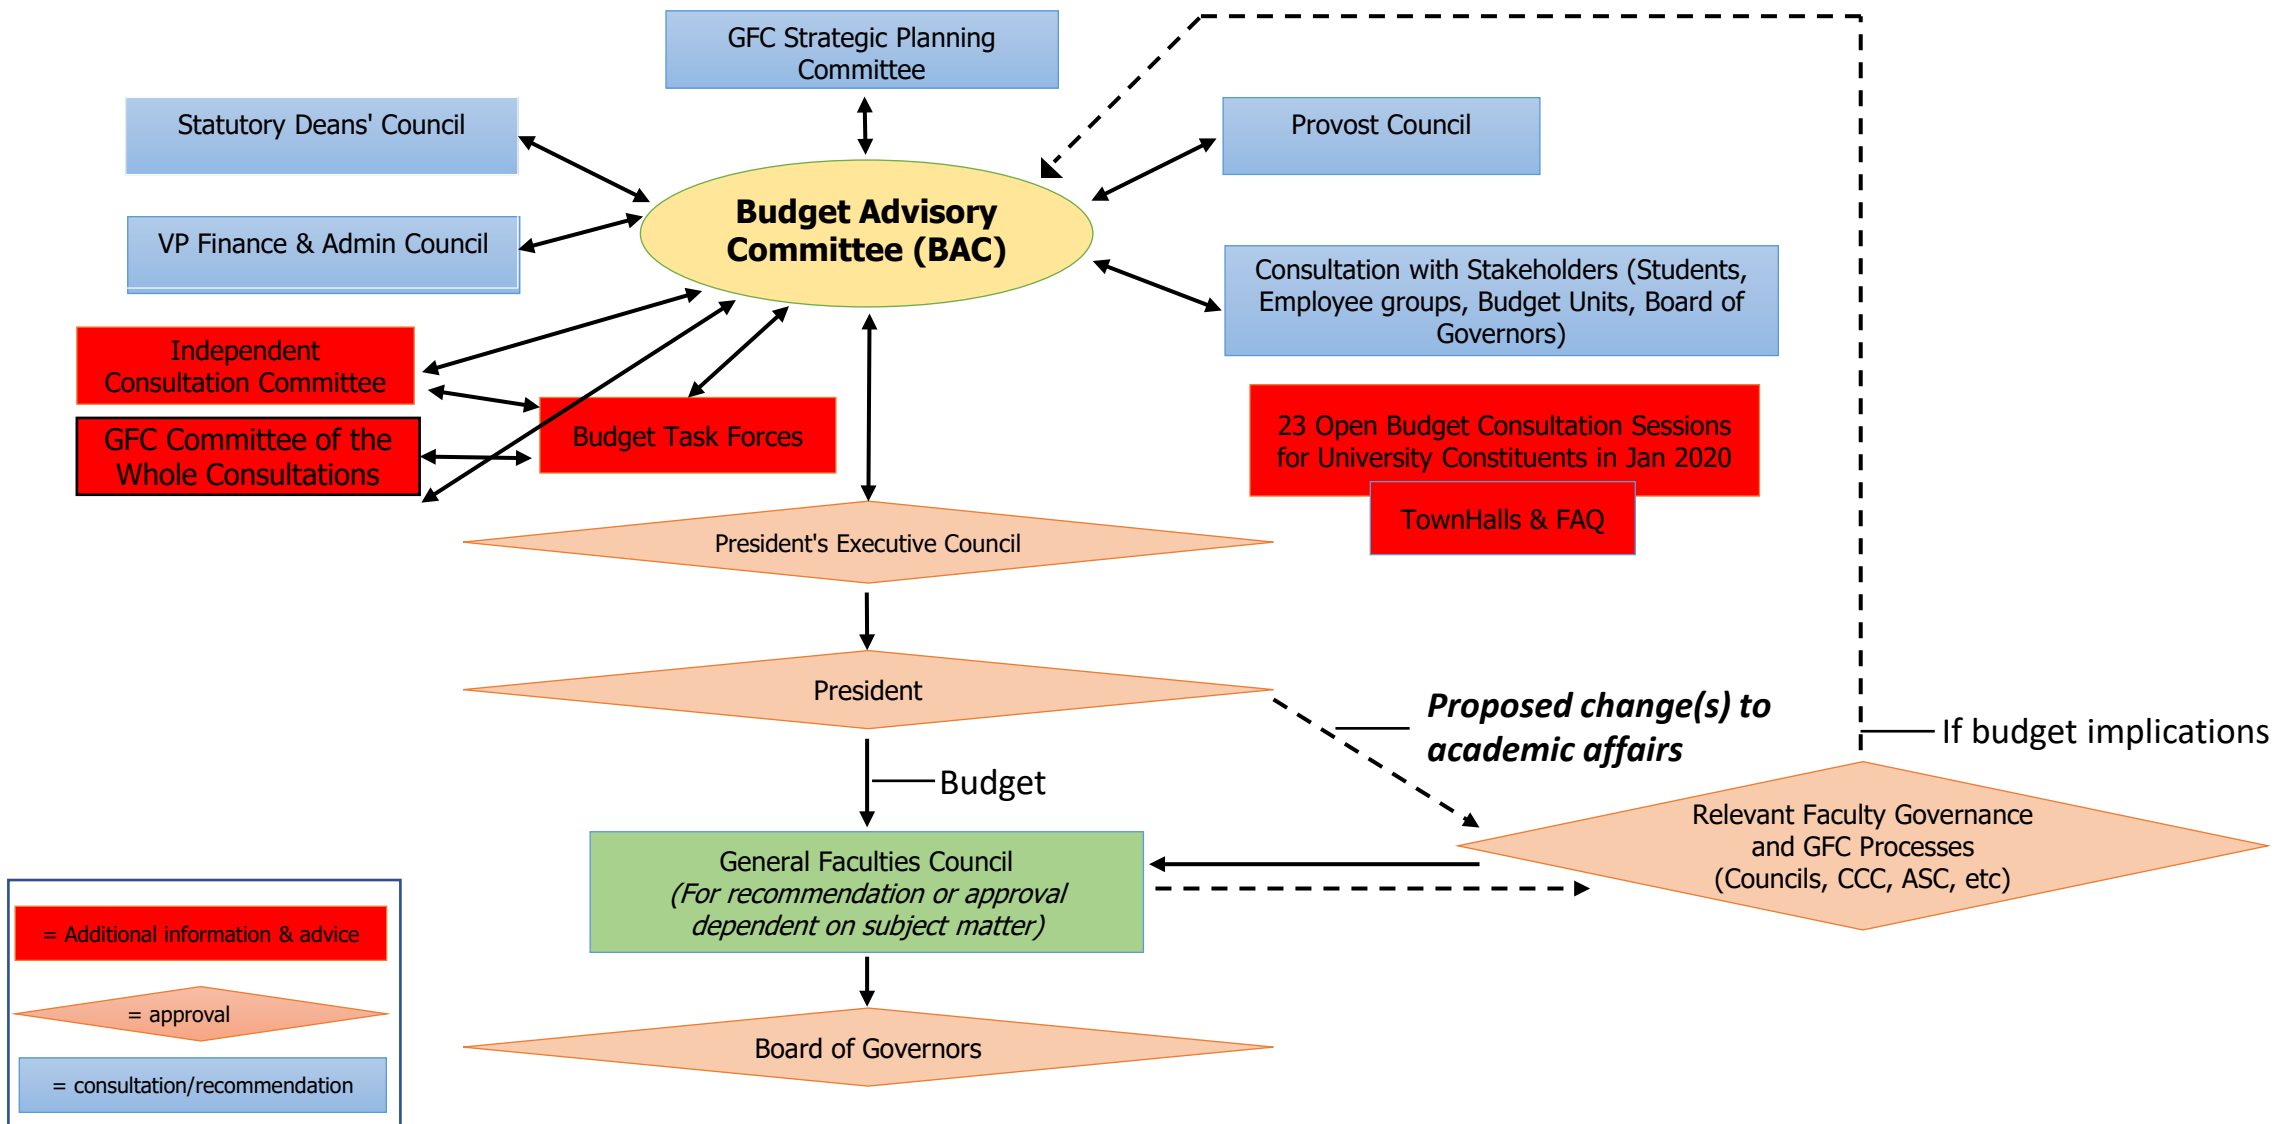 GFC Strategic Planning
Committee
Statutory Deans' Council
Provost Council
Budget Advisory
Committee (BAC)
VP Finance & Admin Council
Consultation with Stakeholders (Students,
Employee groups, Budget Units, Board of
Governors)
Independent
Consultation Committee
GFC Committee of the
Whole Consultations
Budget Task Forces
23 Open Budget Consultation Sessions
for University Constituents in Jan 2020
TownHalls & FAQ
President's Executive Council
President
Proposed change(s) to
academic affairs
If budget implications
Budget
Relevant Faculty Governance
and GFC Processes
(Councils, CCC, ASC, etc)
General Faculties Council
(For recommendation or approval
dependent on subject matter)
Board of Governors
= Additional information & advice
= approval
= consultation/recommendation